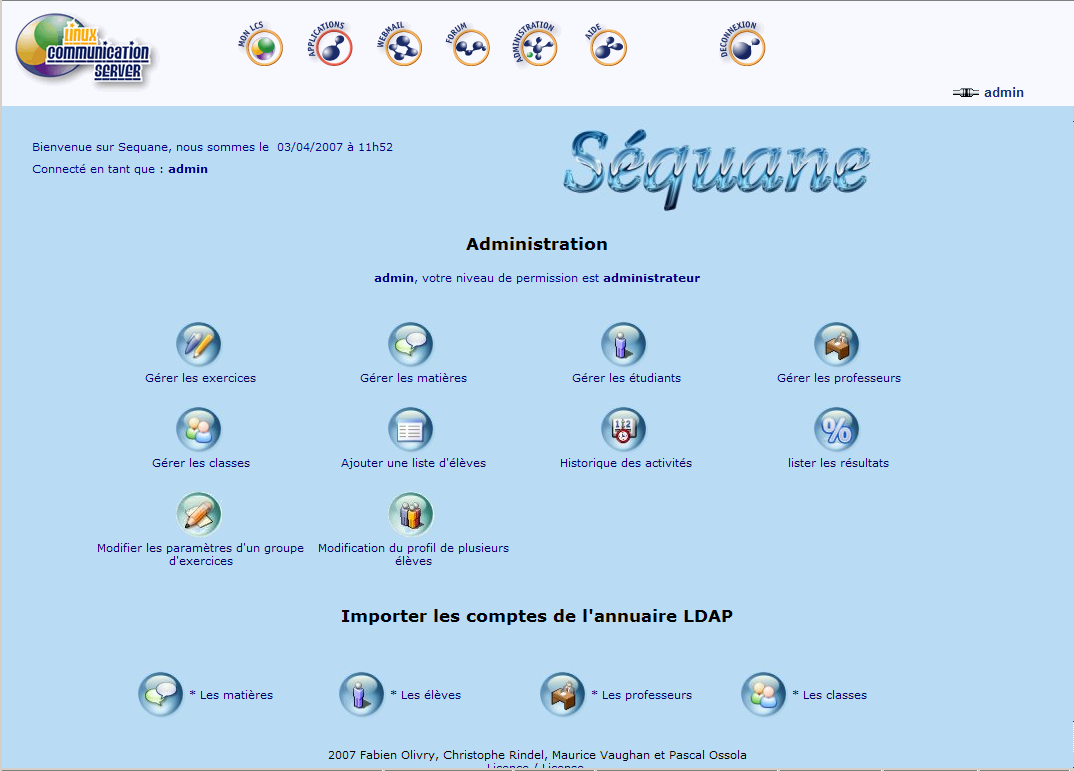 linux
communication
SERVER
MON LCS
APPLICATIONS
WEBMAIL
FORUM
ADMINISTRATION
AIDE
DECONNEXION
admin
Bienvenue sur Sequane, nous sommes le 03/04/2007 à 11h52
Connecté en tant que : admin
Séquane
Administration
admin, votre niveau de permission est administrateur
Gérer les exercices
Gérer les matières
Gérer les étudiants
Gérer les professeurs
Gérer les classes
Ajouter une liste d'élèves
Historique des activités
lister les résultats
Modifier les paramètres d'un groupe
d'exercices
Modification du profil de plusieurs
élèves
Importer les comptes de l'annuaire LDAP
* Les matières
* Les élèves
* Les professeurs
* Les classes
2007 Fabien Olivry, Christophe Rindel, Maurice Vaughan et Pascal Ossola
Licence / License